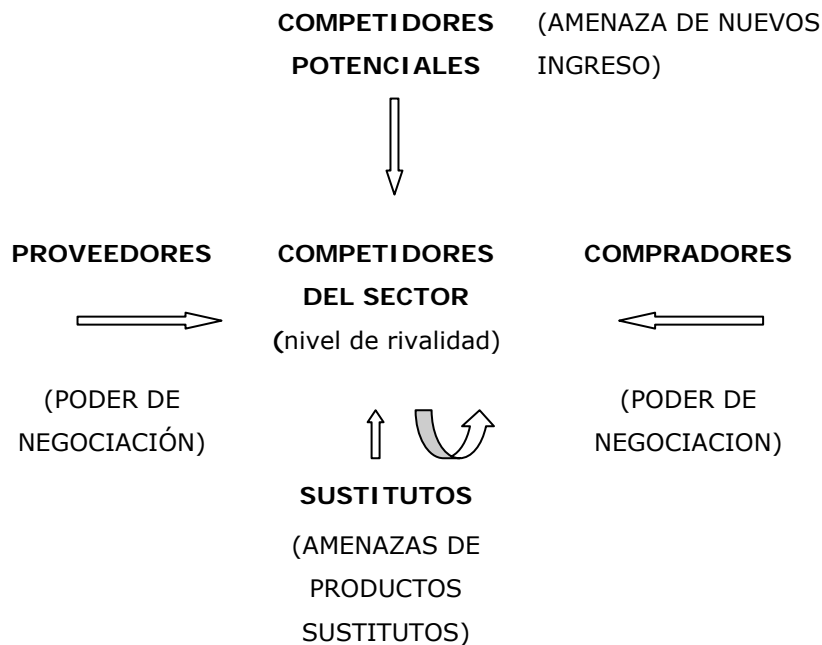 COMPETIDORES (AMENAZA DE NUEVOS
POTENCIALES INGRESO)
PROVEEDORES COMPETIDORES COMPRADORES
DEL SECTOR
(nivel de rivalidad)
(PODER DE (PODER DE
NEGOCIACIÓN) NEGOCIACION)
SUSTITUTOS
(AMENAZAS DE
PRODUCTOS
SUSTITUTOS)